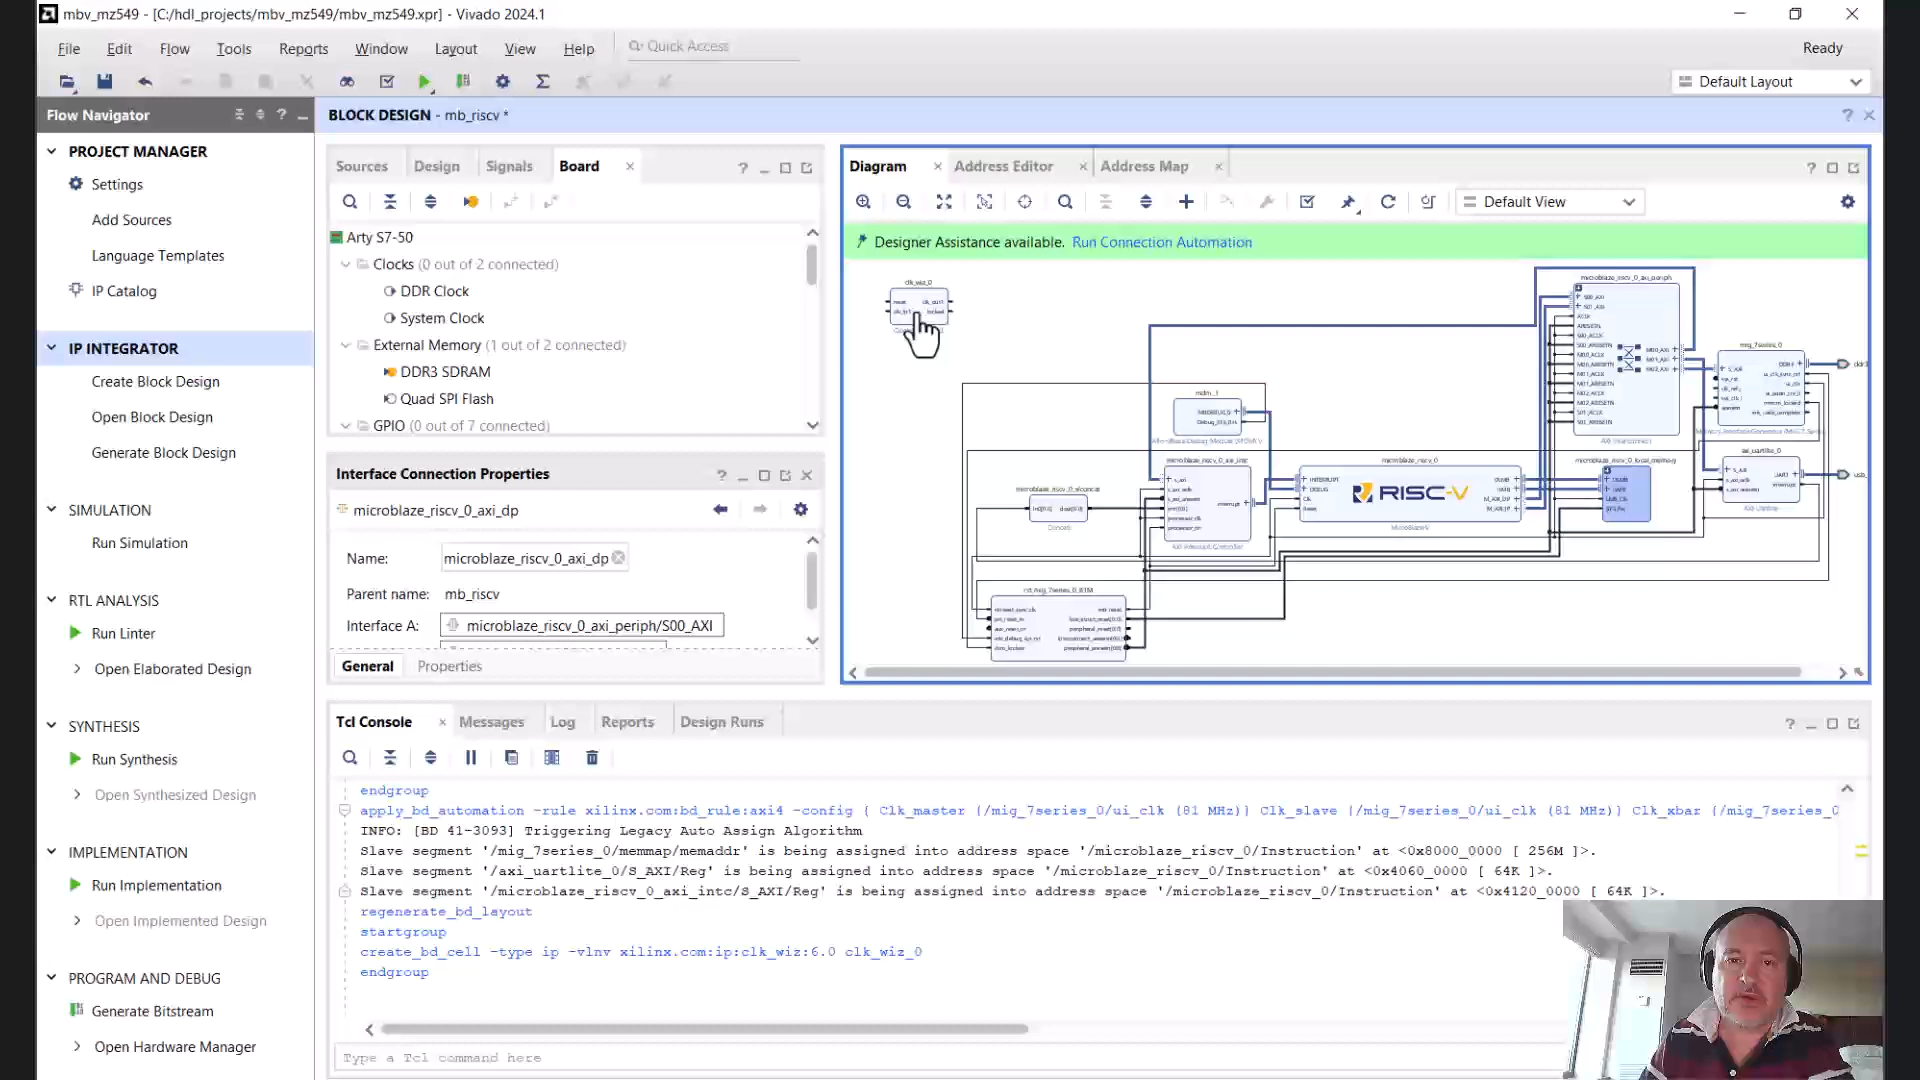 mbv_mz549 - [C:/hdl_projects/mbv_mz549/mbv_mz549.xpr] - Vivado 2024.1
File Edit Flow Tools Reports Window Layout View Help Quick Access Ready
Default Layout
Flow Navigator
PROJECT MANAGER
Settings
Add Sources
Language Templates
IP Catalog
IP INTEGRATOR
Create Block Design
Open Block Design
Generate Block Design
SIMULATION
Run Simulation
RTL ANALYSIS
Run Linter
Open Elaborated Design
SYNTHESIS
Run Synthesis
Open Synthesized Design
IMPLEMENTATION
Run Implementation
Open Implemented Design
PROGRAM AND DEBUG
Generate Bitstream
Open Hardware Manager
BLOCK DESIGN - mb_riscv *
Sources Design Signals Board
Arty S7-50
Clocks (0 out of 2 connected)
DDR Clock
System Clock
External Memory (1 out of 2 connected)
DDR3 SDRAM
Quad SPI Flash
GPIO (0 out of 7 connected)
Interface Connection Properties
microblaze_riscv_0_axi_dp
Name: microblaze_riscv_0_axi_dp
Parent name: mb_riscv
Interface A: microblaze_riscv_0_axi_periph/S00_AXI
General Properties
Diagram Address Editor Address Map
Default View
Designer Assistance available. Run Connection Automation
clk_wiz_0
microblaze_riscv_0_axi_periph
mig_7series_0
mdm_1
microblaze_riscv_0_axi_intc
microblaze_riscv_0
microblaze_riscv_0_local_memory
axi_uartlite_0
microblaze_riscv_0_xlconcat
RISC-V
Concat
Tcl Console Messages Log Reports Design Runs
endgroup
apply_bd_automation -rule xilinx.com:bd_rule:axi4 -config { Clk_master {/mig_7series_0/ui_clk (81 MHz)} Clk_slave {/mig_7series_0/ui_clk (81 MHz)} Clk_xbar {/mig_7series_0
INFO: [BD 41-3093] Triggering Legacy Auto Assign Algorithm
Slave segment '/mig_7series_0/memmap/memaddr' is being assigned into address space '/microblaze_riscv_0/Instruction' at <0x8000_0000 [ 256M ]>.
Slave segment '/axi_uartlite_0/S_AXI/Reg' is being assigned into address space '/microblaze_riscv_0/Instruction' at <0x4060_0000 [ 64K ]>.
Slave segment '/microblaze_riscv_0_axi_intc/S_AXI/Reg' is being assigned into address space '/microblaze_riscv_0/Instruction' at <0x4120_0000 [ 64K ]>.
regenerate_bd_layout
startgroup
create_bd_cell -type ip -vlnv xilinx.com:ip:clk_wiz:6.0 clk_wiz_0
endgroup
Type a Tcl command here